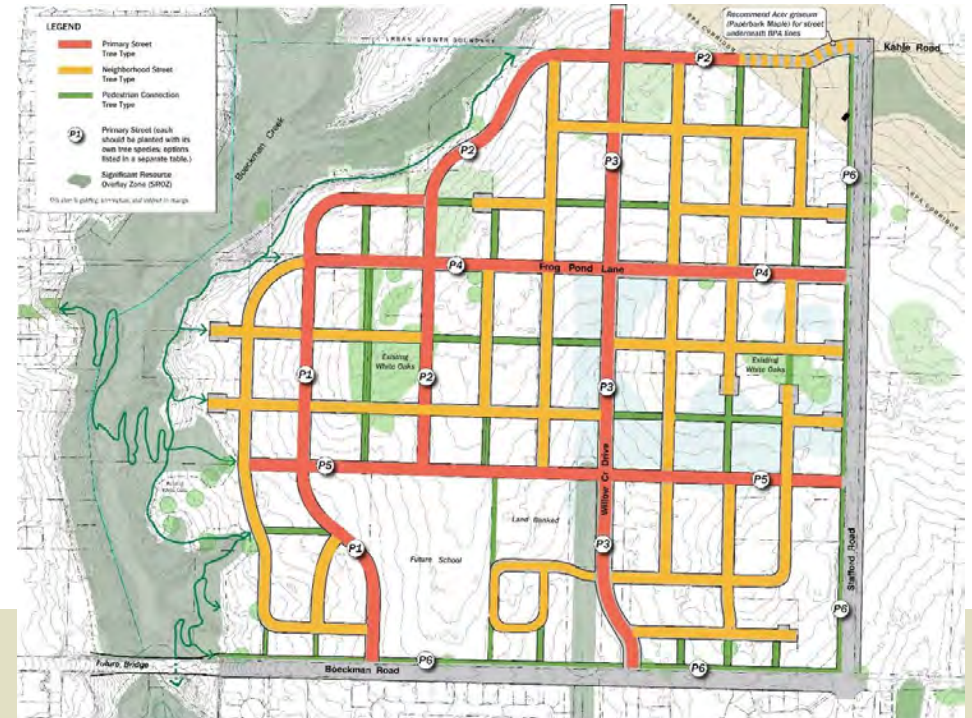 LEGEND
Primary Street
Tree Type
Neighborhood Street
Tree Type
Pedestrian Connection
Tree Type
P1
Primary Street (each
should be planted with its
own tree species; options
listed in a separate table.)
Significant Resource
Overlay Zone (SROZ)
URBAN GROWTH BOUNDARY
BPA CORRIDOR
Recommend Acer griseum
(Paperbark Maple) for street
underneath BPA lines
Kahle Road
P2
Boeckman Creek
P2
P3
P6
BPA CORRIDOR
P4
Frog Pond Lane
P4
Existing
White Oaks
Existing
White Oaks
P1
P2
P3
P5
Willow Cr Drive
P5
Land Banked
P1
Future School
P3
Stafford Road
P6
Future Bridge
Boeckman Road
P6
P6